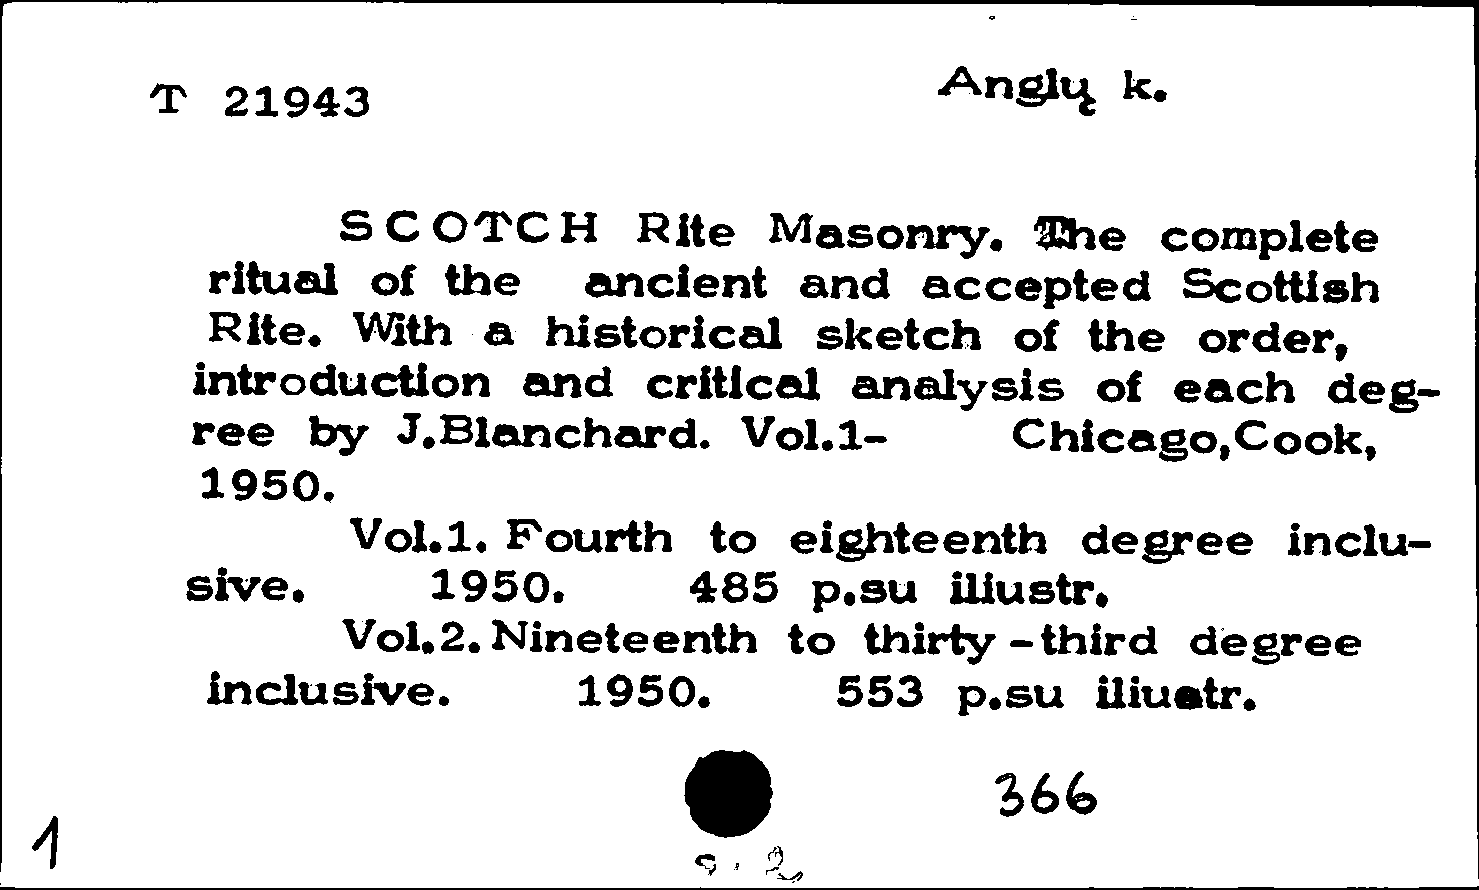 T 21943 Anglų k.
SCOTCH Rite Masonry. The complete
ritual of the ancient and accepted Scottish
Rite. With a historical sketch of the order,
introduction and critical analysis of each deg-
ree by J.Blanchard. Vol.1- Chicago,Cook,
1950.
Vol.1. Fourth to eighteenth degree inclu-
sive. 1950. 485 p.su iliustr.
Vol.2. Nineteenth to thirty-third degree
inclusive. 1950. 553 p.su iliustr.
366
1